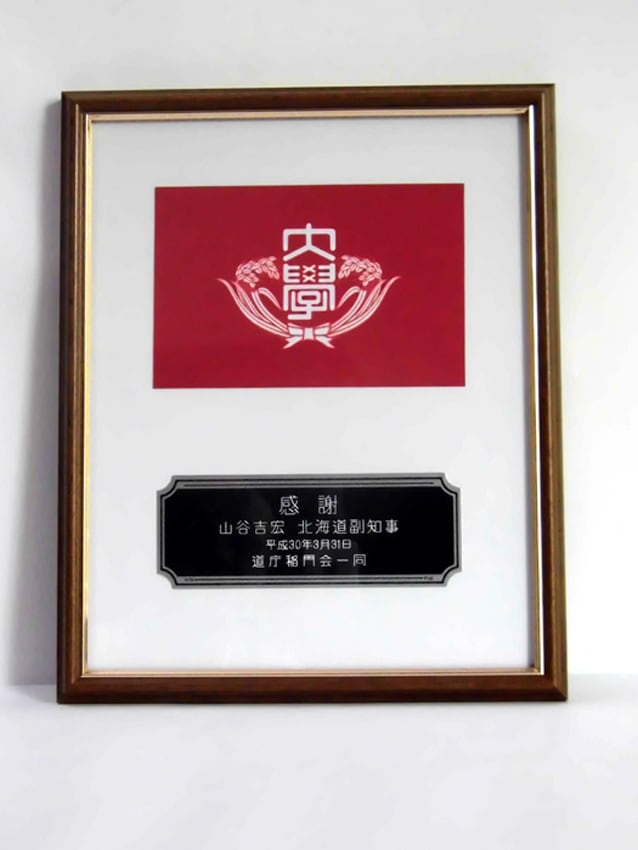 大學
感謝
山谷吉宏 北海道副知事
平成30年3月31日
道庁稲門会一同